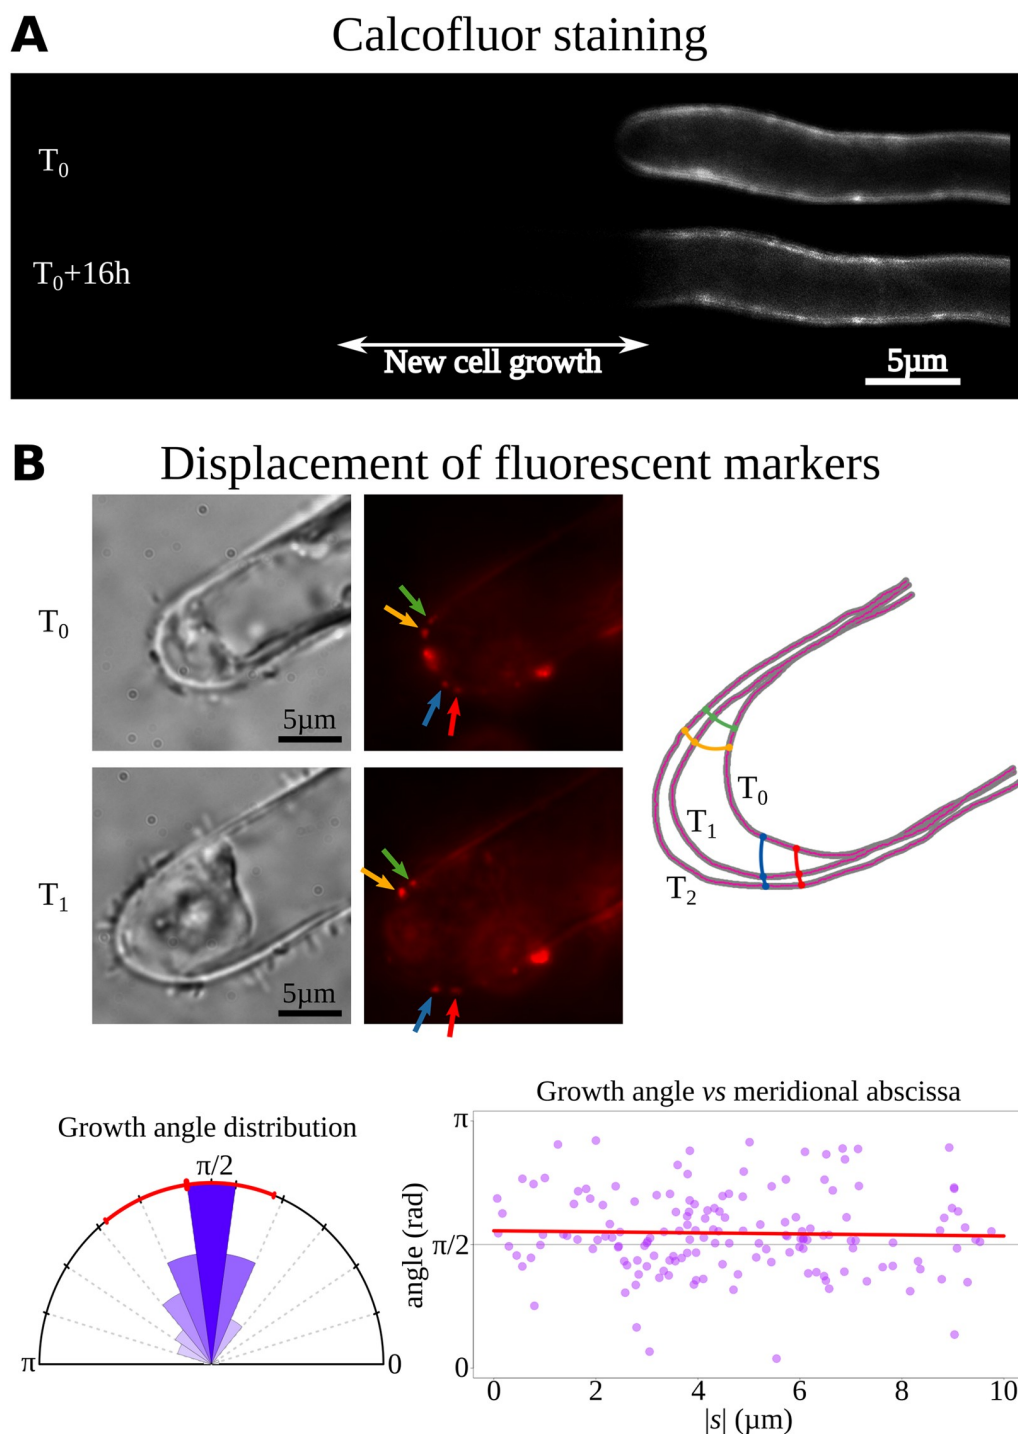 A Calcofluor staining
T0
T0+16h
New cell growth
5µm
B Displacement of fluorescent markers
T0
5µm
T1
5µm
T0
T1
T2
Growth angle distribution
π/2
π
0
Growth angle vs meridional abscissa
π
π/2
0
angle (rad)
0 2 4 6 8 10
|s| (µm)